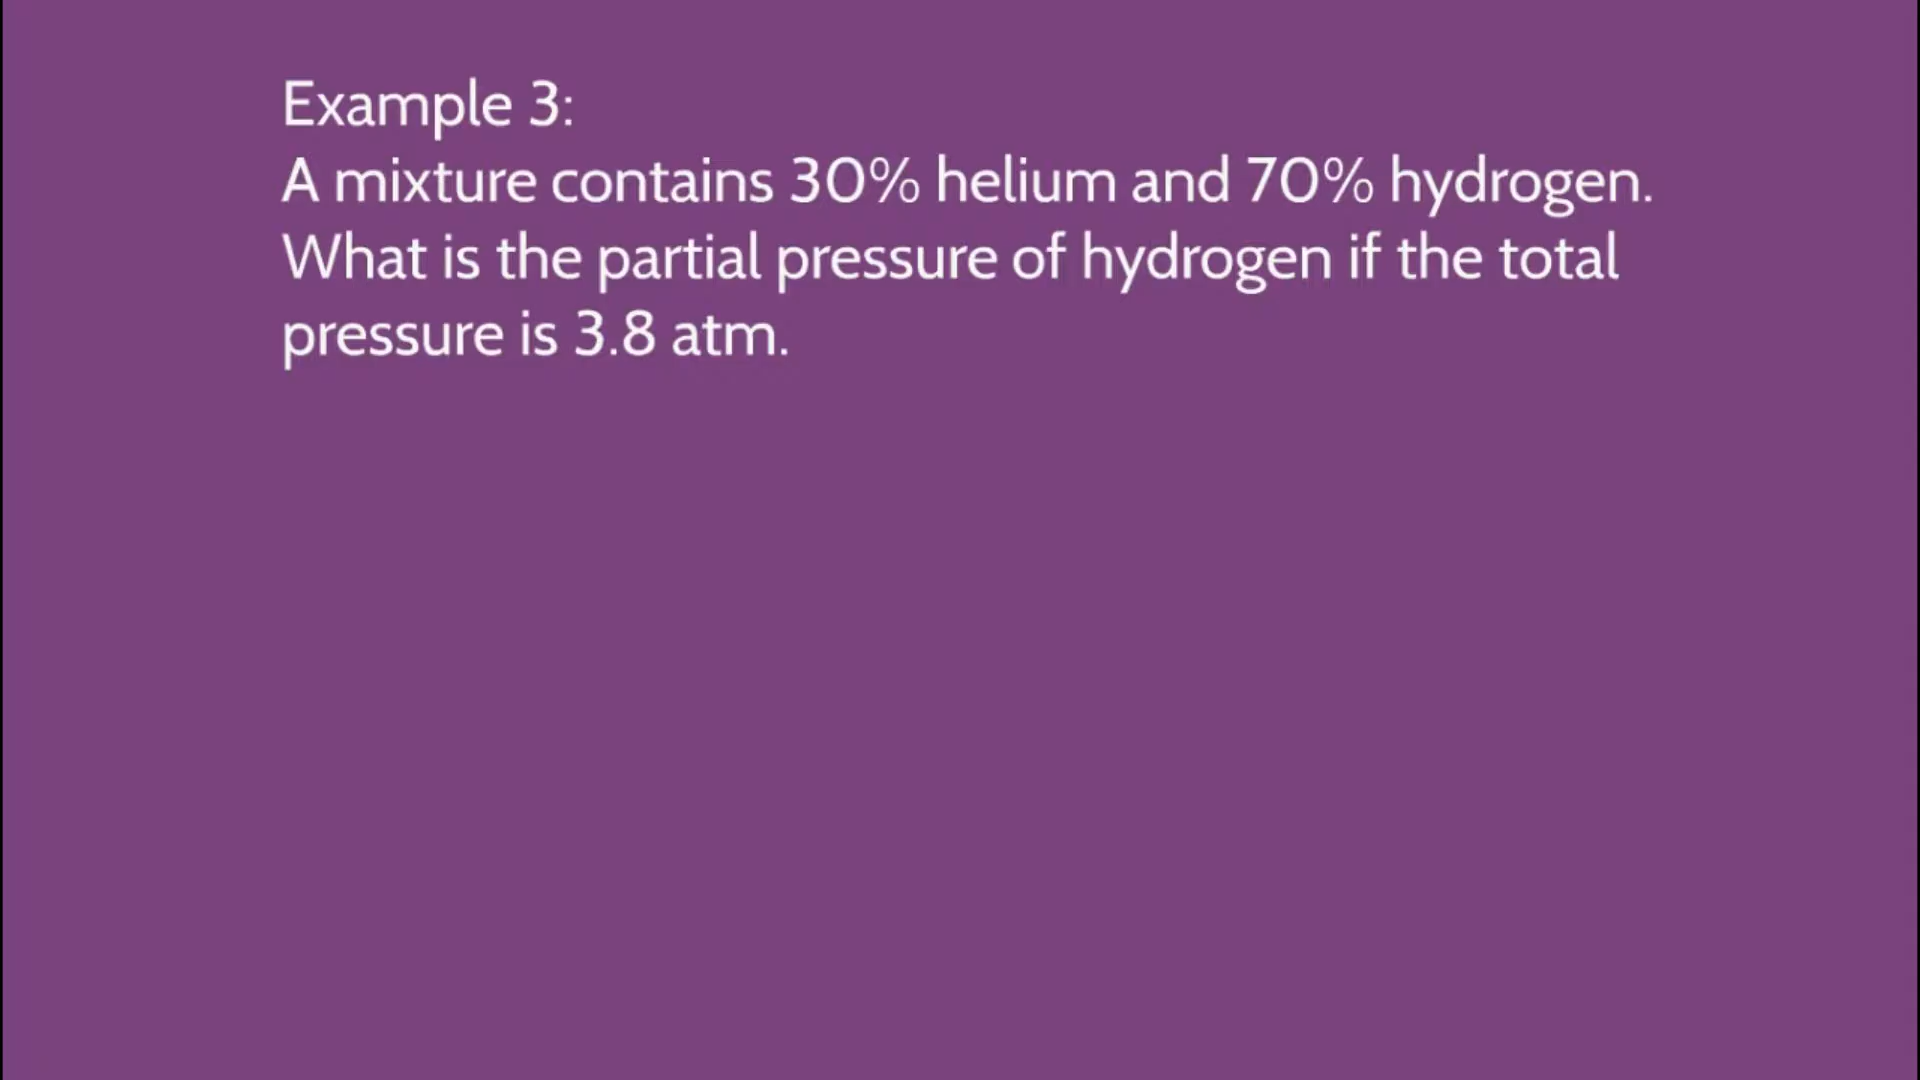 Example 3:
A mixture contains 30% helium and 70% hydrogen.
What is the partial pressure of hydrogen if the total
pressure is 3.8 atm.